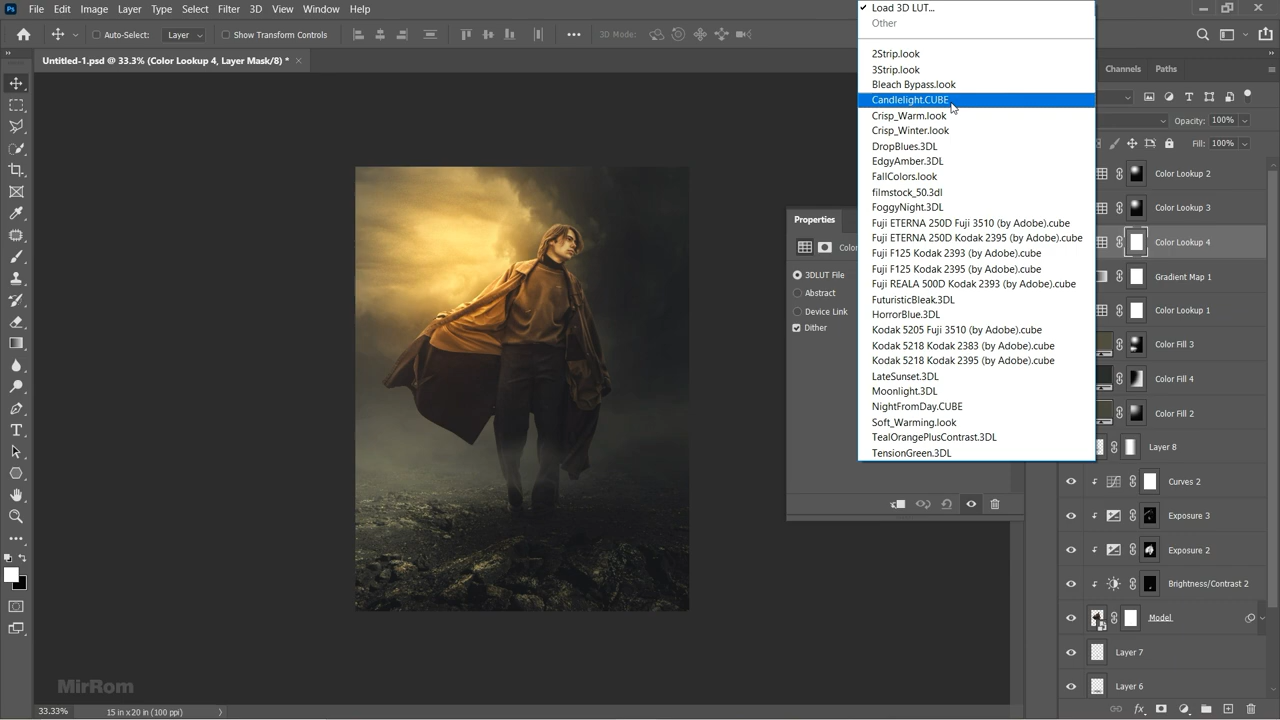 Ps File Edit Image Layer Type Select Filter 3D View Window Help
Auto-Select: Layer Show Transform Controls 3D Mode:
Untitled-1.psd @ 33.3% (Color Lookup 4, Layer Mask/8) *
Channels Paths
Opacity: 100%
Fill: 100%
Load 3D LUT...
Other
2Strip.look
3Strip.look
Bleach Bypass.look
Candlelight.CUBE
Crisp_Warm.look
Crisp_Winter.look
DropBlues.3DL
EdgyAmber.3DL
FallColors.look
filmstock_50.3dl
FoggyNight.3DL
Fuji ETERNA 250D Fuji 3510 (by Adobe).cube
Fuji ETERNA 250D Kodak 2395 (by Adobe).cube
Fuji F125 Kodak 2393 (by Adobe).cube
Fuji F125 Kodak 2395 (by Adobe).cube
Fuji REALA 500D Kodak 2393 (by Adobe).cube
FuturisticBleak.3DL
HorrorBlue.3DL
Kodak 5205 Fuji 3510 (by Adobe).cube
Kodak 5218 Kodak 2383 (by Adobe).cube
Kodak 5218 Kodak 2395 (by Adobe).cube
LateSunset.3DL
Moonlight.3DL
NightFromDay.CUBE
Soft_Warming.look
TealOrangePlusContrast.3DL
TensionGreen.3DL
Properties
Color
3DLUT File
Abstract
Device Link
Dither
Color Lookup 2
Color Lookup 3
Color Lookup 4
Gradient Map 1
Color Lookup 1
Color Fill 3
Color Fill 4
Color Fill 2
Layer 8
Curves 2
Exposure 3
Exposure 2
Brightness/Contrast 2
Model
Layer 7
Layer 6
MirRom
33.33% 15 in x 20 in (100 ppi)